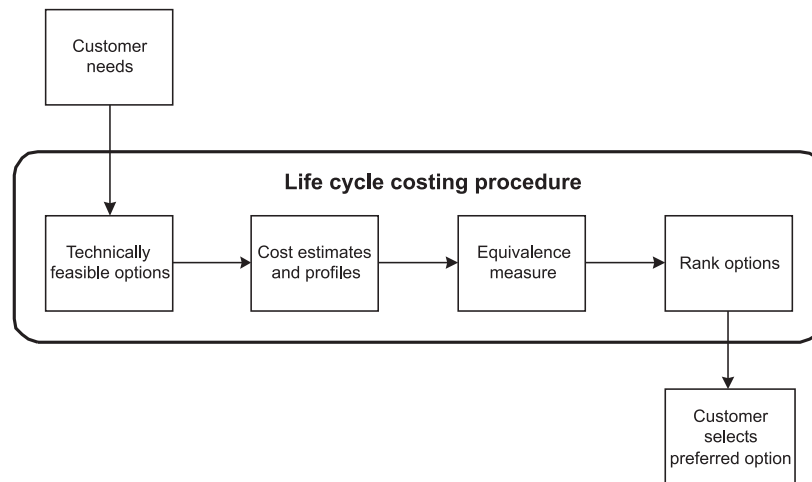 Customer
needs
Life cycle costing procedure
Technically
feasible options
Cost estimates
and profiles
Equivalence
measure
Rank options
Customer
selects
preferred option